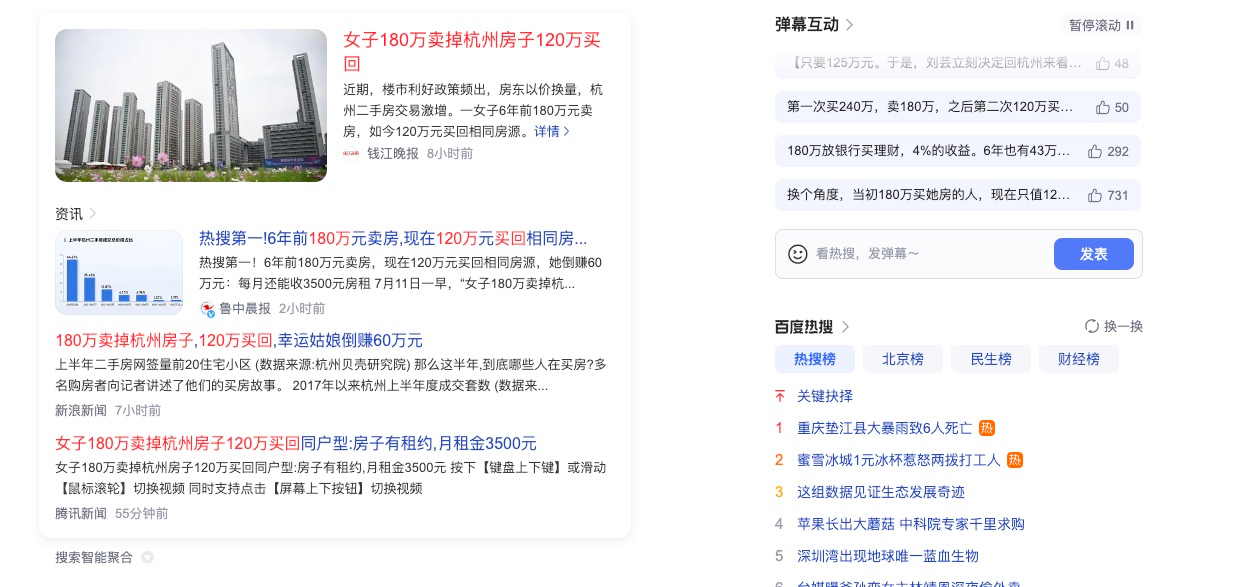 女子180万卖掉杭州房子120万买
回
近期，楼市利好政策频出，房东以价换量，杭
州二手房交易激增。一女子6年前180万元卖
房，如今120万元买回相同房源。详情
钱江晚报 8小时前
资讯
热搜第一!6年前180万元卖房,现在120万元买回相同房...
热搜第一！6年前180万元卖房，现在120万元买回相同房源，她倒赚60
万元：每月还能收3500元房租 7月11日一早，“女子180万卖掉杭...
鲁中晨报 2小时前
180万卖掉杭州房子,120万买回,幸运姑娘倒赚60万元
上半年二手房网签量前20住宅小区 (数据来源:杭州贝壳研究院) 那么这半年,到底哪些人在买房?多
名购房者向记者讲述了他们的买房故事。 2017年以来杭州上半年度成交套数 (数据来...
新浪新闻 7小时前
女子180万卖掉杭州房子120万买回同户型:房子有租约,月租金3500元
女子180万卖掉杭州房子120万买回同户型:房子有租约,月租金3500元 按下【键盘上下键】或滑动
【鼠标滚轮】切换视频 同时支持点击【屏幕上下按钮】切换视频
腾讯新闻 55分钟前
搜索智能聚合
弹幕互动
暂停滚动
【只要125万元。于是，刘芸立刻决定回杭州来看... 48
第一次买240万，卖180万，之后第二次120万买... 50
180万放银行买理财，4%的收益。6年也有43万... 292
换个角度，当初180万买她房的人，现在只值12... 731
看热搜，发弹幕～ 发表
百度热搜
换一换
热搜榜 北京榜 民生榜 财经榜
关键抉择
1 重庆垫江县大暴雨致6人死亡 热
2 蜜雪冰城1元冰杯惹怒两拨打工人 热
3 这组数据见证生态发展奇迹
4 苹果长出大蘑菇 中科院专家千里求购
5 深圳湾出现地球唯一蓝血生物